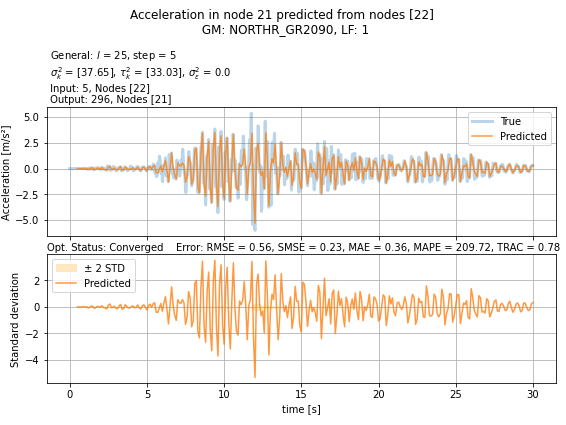 Acceleration in node 21 predicted from nodes [22]
GM: NORTHR_GR2090, LF: 1
General: l = 25, step = 5
σ²ₖ = [37.65], τ²ₖ = [33.03], σ²ε = 0.0
Input: 5, Nodes [22]
Output: 296, Nodes [21]
Acceleration [m/s²]
5.0
2.5
0.0
−2.5
−5.0
True
Predicted
Opt. Status: Converged Error: RMSE = 0.56, SMSE = 0.23, MAE = 0.36, MAPE = 209.72, TRAC = 0.78
Standard deviation
2
0
−2
−4
± 2 STD
Predicted
0 5 10 15 20 25 30
time [s]